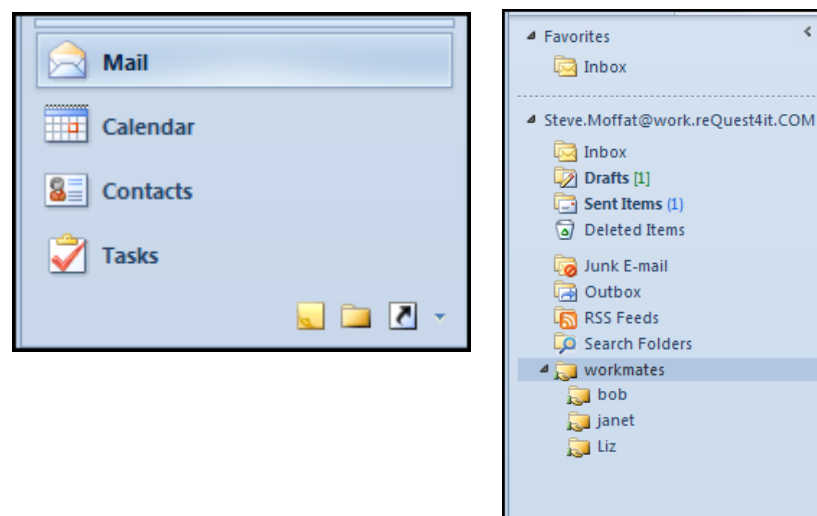 Mail
Calendar
Contacts
Tasks
Favorites
Inbox
Steve.Moffat@work.reQuest4it.COM
Inbox
Drafts [1]
Sent Items (1)
Deleted Items
Junk E-mail
Outbox
RSS Feeds
Search Folders
workmates
bob
janet
Liz